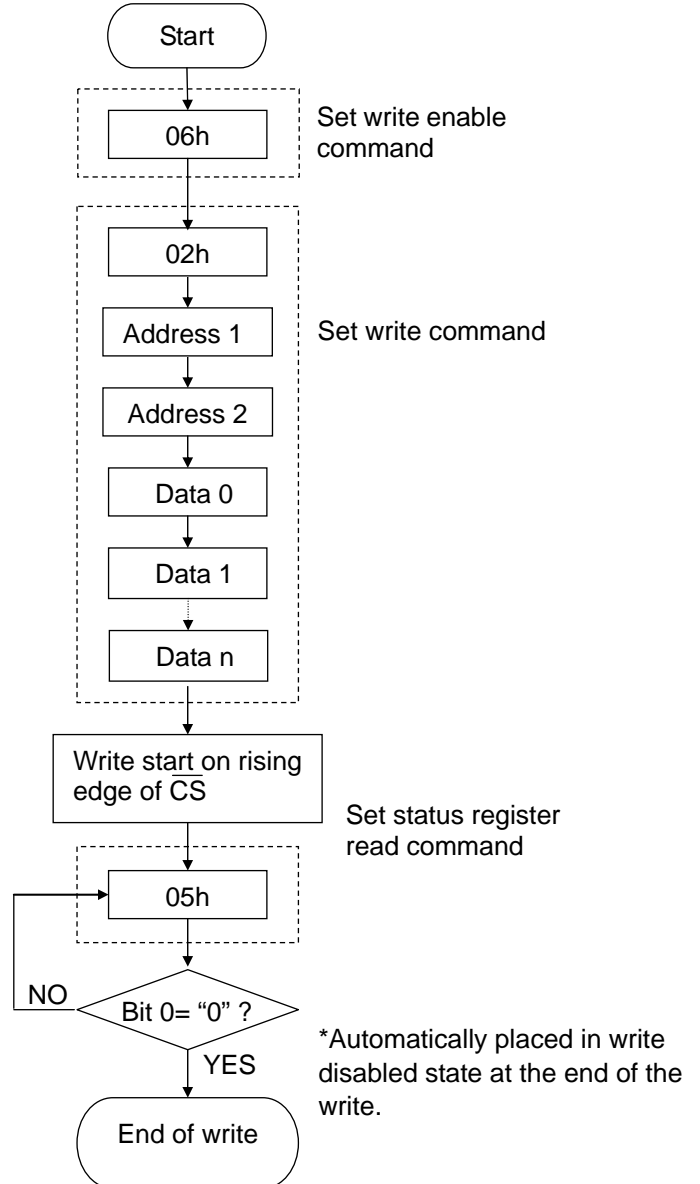 Start
06h
Set write enable
command
02h
Address 1
Set write command
Address 2
Data 0
Data 1
Data n
Write start on rising
edge of C̅S̅
Set status register
read command
05h
NO
Bit 0= “0” ?
YES
*Automatically placed in write
disabled state at the end of the
write.
End of write